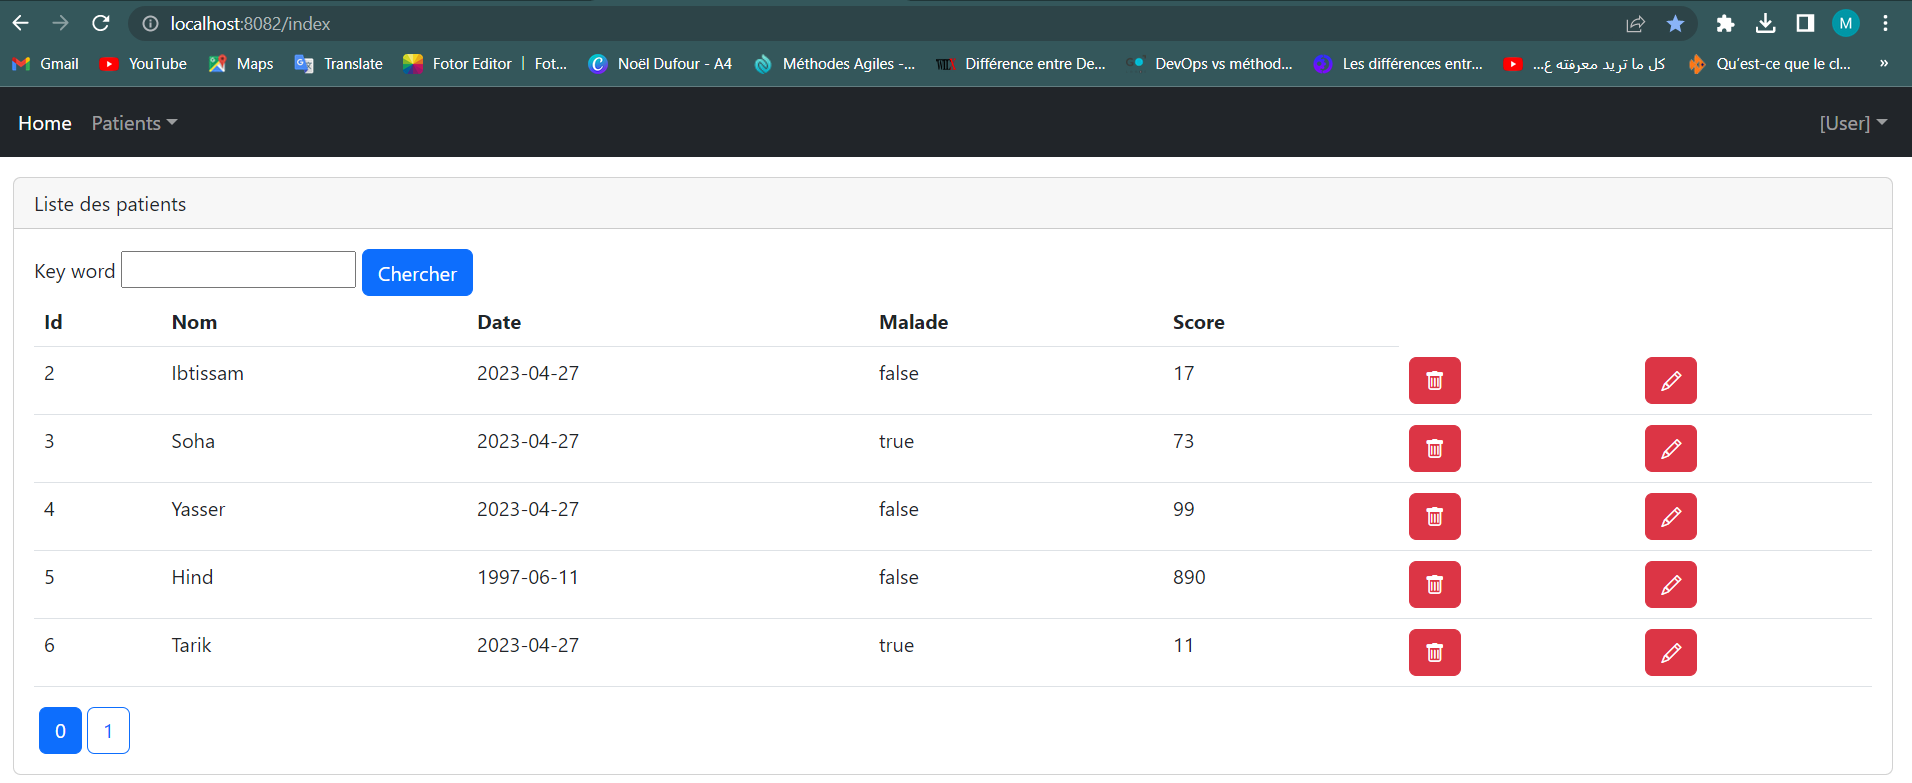 localhost:8082/index
M
Gmail YouTube Maps Translate Fotor Editor | Fot... Noël Dufour - A4 Méthodes Agiles -... Différence entre De... DevOps vs méthod... Les différences entr... كل ما تريد معرفته ع... Qu'est-ce que le cl... »
Home Patients [User]
Liste des patients
Key word Chercher
Id Nom Date Malade Score
2 Ibtissam 2023-04-27 false 17
3 Soha 2023-04-27 true 73
4 Yasser 2023-04-27 false 99
5 Hind 1997-06-11 false 890
6 Tarik 2023-04-27 true 11
0 1